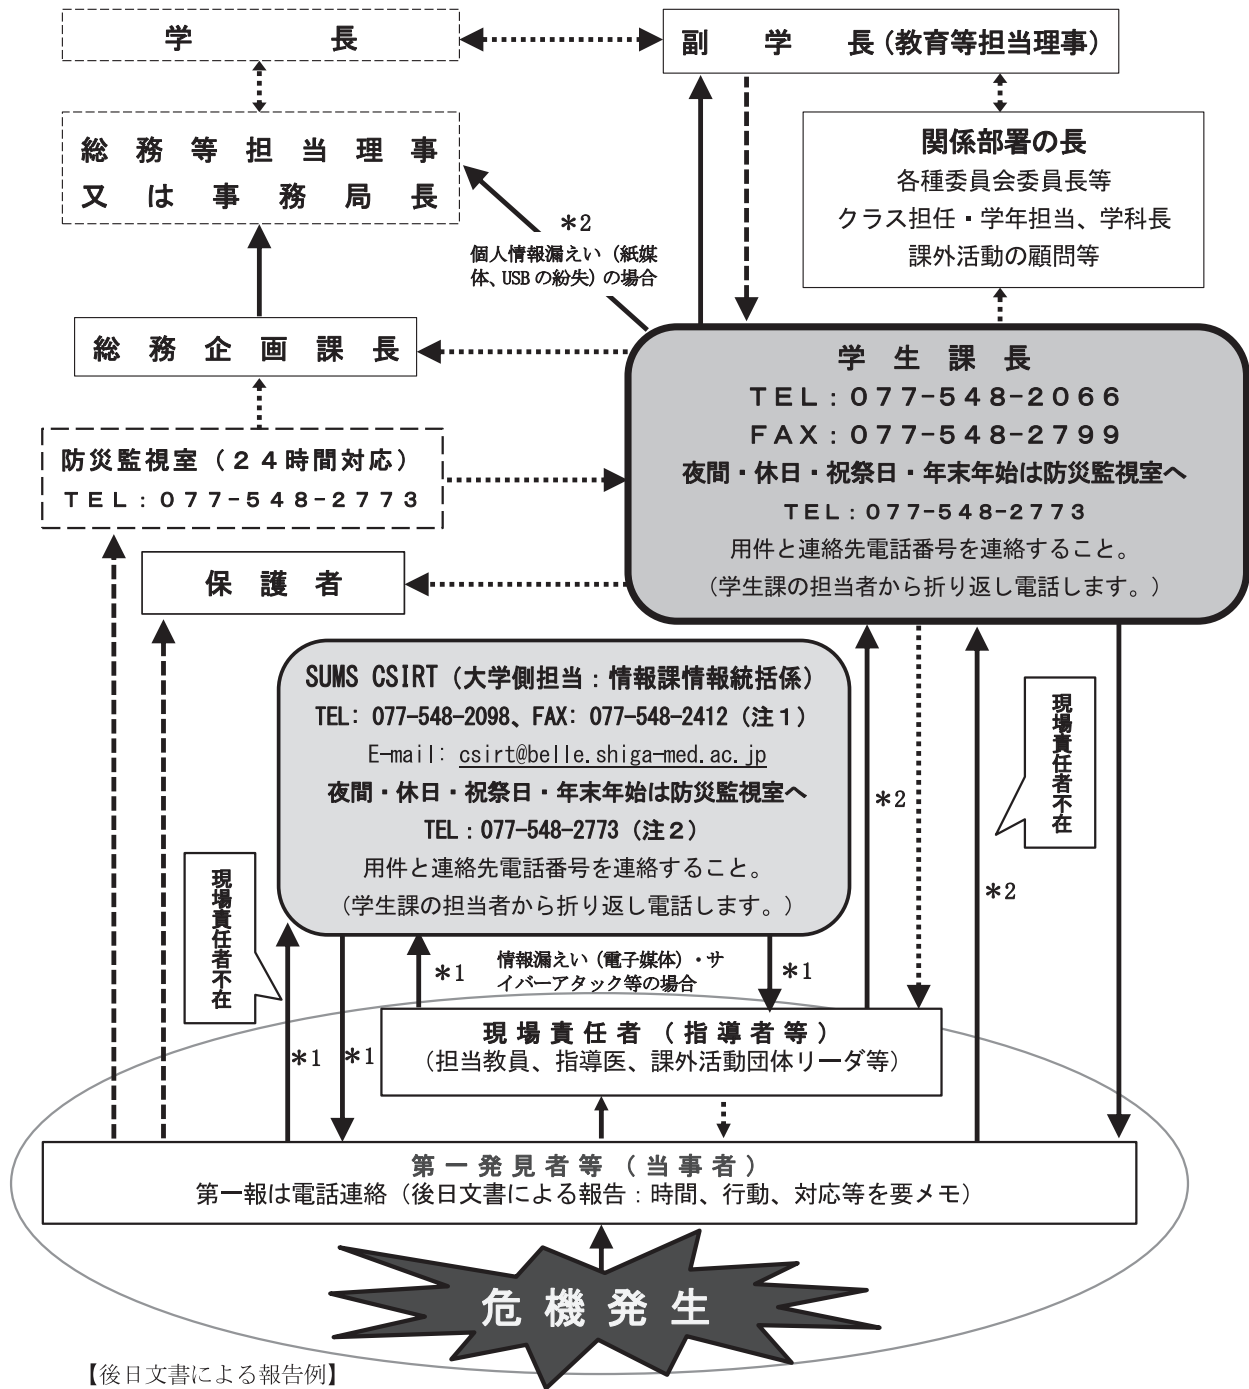 学長
副学長(教育等担当理事)
総務等担当理事
又は事務局長
関係部署の長
各種委員会委員長等
クラス担任・学年担当、学科長
課外活動の顧問等
*2
個人情報漏えい(紙媒
体、USBの紛失)の場合
総務企画課長
学生課長
TEL:077-548-2066
FAX:077-548-2799
夜間・休日・祝祭日・年末年始は防災監視室へ
TEL:077-548-2773
用件と連絡先電話番号を連絡すること。
(学生課の担当者から折り返し電話します。)
防災監視室(24時間対応)
TEL:077-548-2773
保護者
SUMS CSIRT(大学側担当:情報課情報統括係)
TEL: 077-548-2098、FAX: 077-548-2412(注1)
E-mail: csirt@belle.shiga-med.ac.jp
夜間・休日・祝祭日・年末年始は防災監視室へ
TEL:077-548-2773(注2)
用件と連絡先電話番号を連絡すること。
(学生課の担当者から折り返し電話します。)
現場責任者不在
*2
*2
現場責任者不在
*1
情報漏えい(電子媒体)・サ
イバーアタック等の場合
*1
*1
*1
現場責任者(指導者等)
(担当教員、指導医、課外活動団体リーダ等)
第一発見者等(当事者)
第一報は電話連絡(後日文書による報告:時間、行動、対応等を要メモ)
危機発生
【後日文書による報告例】